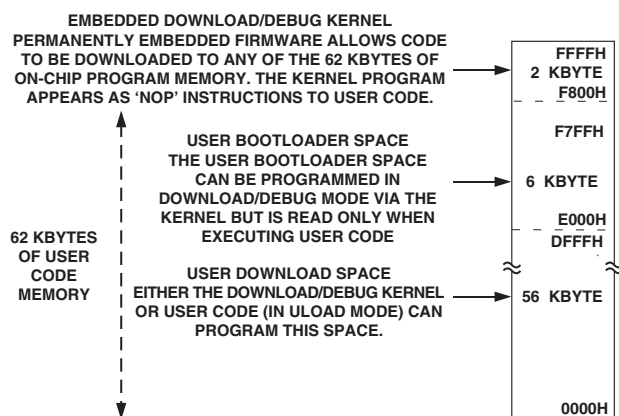 EMBEDDED DOWNLOAD/DEBUG KERNEL
PERMANENTLY EMBEDDED FIRMWARE ALLOWS CODE
TO BE DOWNLOADED TO ANY OF THE 62 KBYTES OF
ON-CHIP PROGRAM MEMORY. THE KERNEL PROGRAM
APPEARS AS ‘NOP’ INSTRUCTIONS TO USER CODE.
FFFFH
2 KBYTE
F800H
F7FFH
USER BOOTLOADER SPACE
THE USER BOOTLOADER SPACE
CAN BE PROGRAMMED IN
DOWNLOAD/DEBUG MODE VIA THE
KERNEL BUT IS READ ONLY WHEN
EXECUTING USER CODE
6 KBYTE
E000H
DFFFH
62 KBYTES
OF USER
CODE
MEMORY
USER DOWNLOAD SPACE
EITHER THE DOWNLOAD/DEBUG KERNEL
OR USER CODE (IN ULOAD MODE) CAN
PROGRAM THIS SPACE.
56 KBYTE
0000H